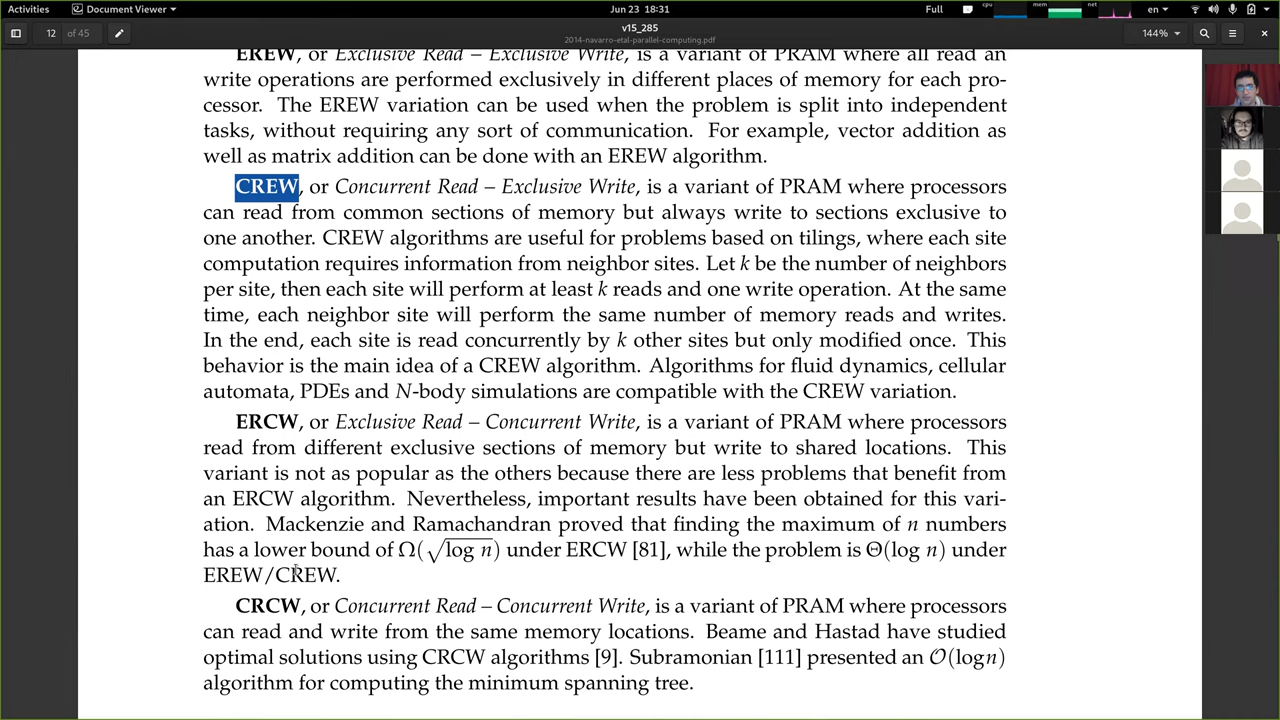 Activities
Document Viewer
Jun 23 18:31
Full
cpu
mem
net
en
12 of 45
v15_285
2014-navarro-etal-parallel-computing.pdf
144%
EREW, or Exclusive Read – Exclusive Write, is a variant of PRAM where all read an
write operations are performed exclusively in different places of memory for each pro-
cessor. The EREW variation can be used when the problem is split into independent
tasks, without requiring any sort of communication. For example, vector addition as
well as matrix addition can be done with an EREW algorithm.
CREW, or Concurrent Read – Exclusive Write, is a variant of PRAM where processors
can read from common sections of memory but always write to sections exclusive to
one another. CREW algorithms are useful for problems based on tilings, where each site
computation requires information from neighbor sites. Let k be the number of neighbors
per site, then each site will perform at least k reads and one write operation. At the same
time, each neighbor site will perform the same number of memory reads and writes.
In the end, each site is read concurrently by k other sites but only modified once. This
behavior is the main idea of a CREW algorithm. Algorithms for fluid dynamics, cellular
automata, PDEs and N-body simulations are compatible with the CREW variation.
ERCW, or Exclusive Read – Concurrent Write, is a variant of PRAM where processors
read from different exclusive sections of memory but write to shared locations. This
variant is not as popular as the others because there are less problems that benefit from
an ERCW algorithm. Nevertheless, important results have been obtained for this vari-
ation. Mackenzie and Ramachandran proved that finding the maximum of n numbers
has a lower bound of Ω(√log n) under ERCW [81], while the problem is Θ(log n) under
EREW/CREW.
CRCW, or Concurrent Read – Concurrent Write, is a variant of PRAM where processors
can read and write from the same memory locations. Beame and Hastad have studied
optimal solutions using CRCW algorithms [9]. Subramonian [111] presented an O(logn)
algorithm for computing the minimum spanning tree.